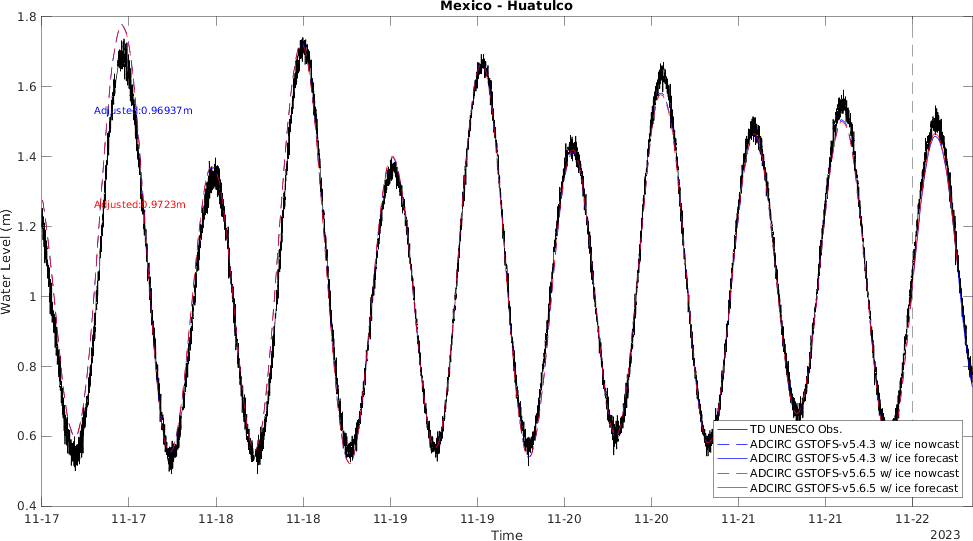 Mexico - Huatulco
1.8
1.6
1.4
1.2
1
0.8
0.6
0.4
Water Level (m)
Adjusted:0.96937m
Adjusted:0.9723m
TD UNESCO Obs.
ADCIRC GSTOFS-v5.4.3 w/ ice nowcast
ADCIRC GSTOFS-v5.4.3 w/ ice forecast
ADCIRC GSTOFS-v5.6.5 w/ ice nowcast
ADCIRC GSTOFS-v5.6.5 w/ ice forecast
11-17 11-17 11-18 11-18 11-19 11-19 11-20 11-20 11-21 11-21 11-22
Time
2023